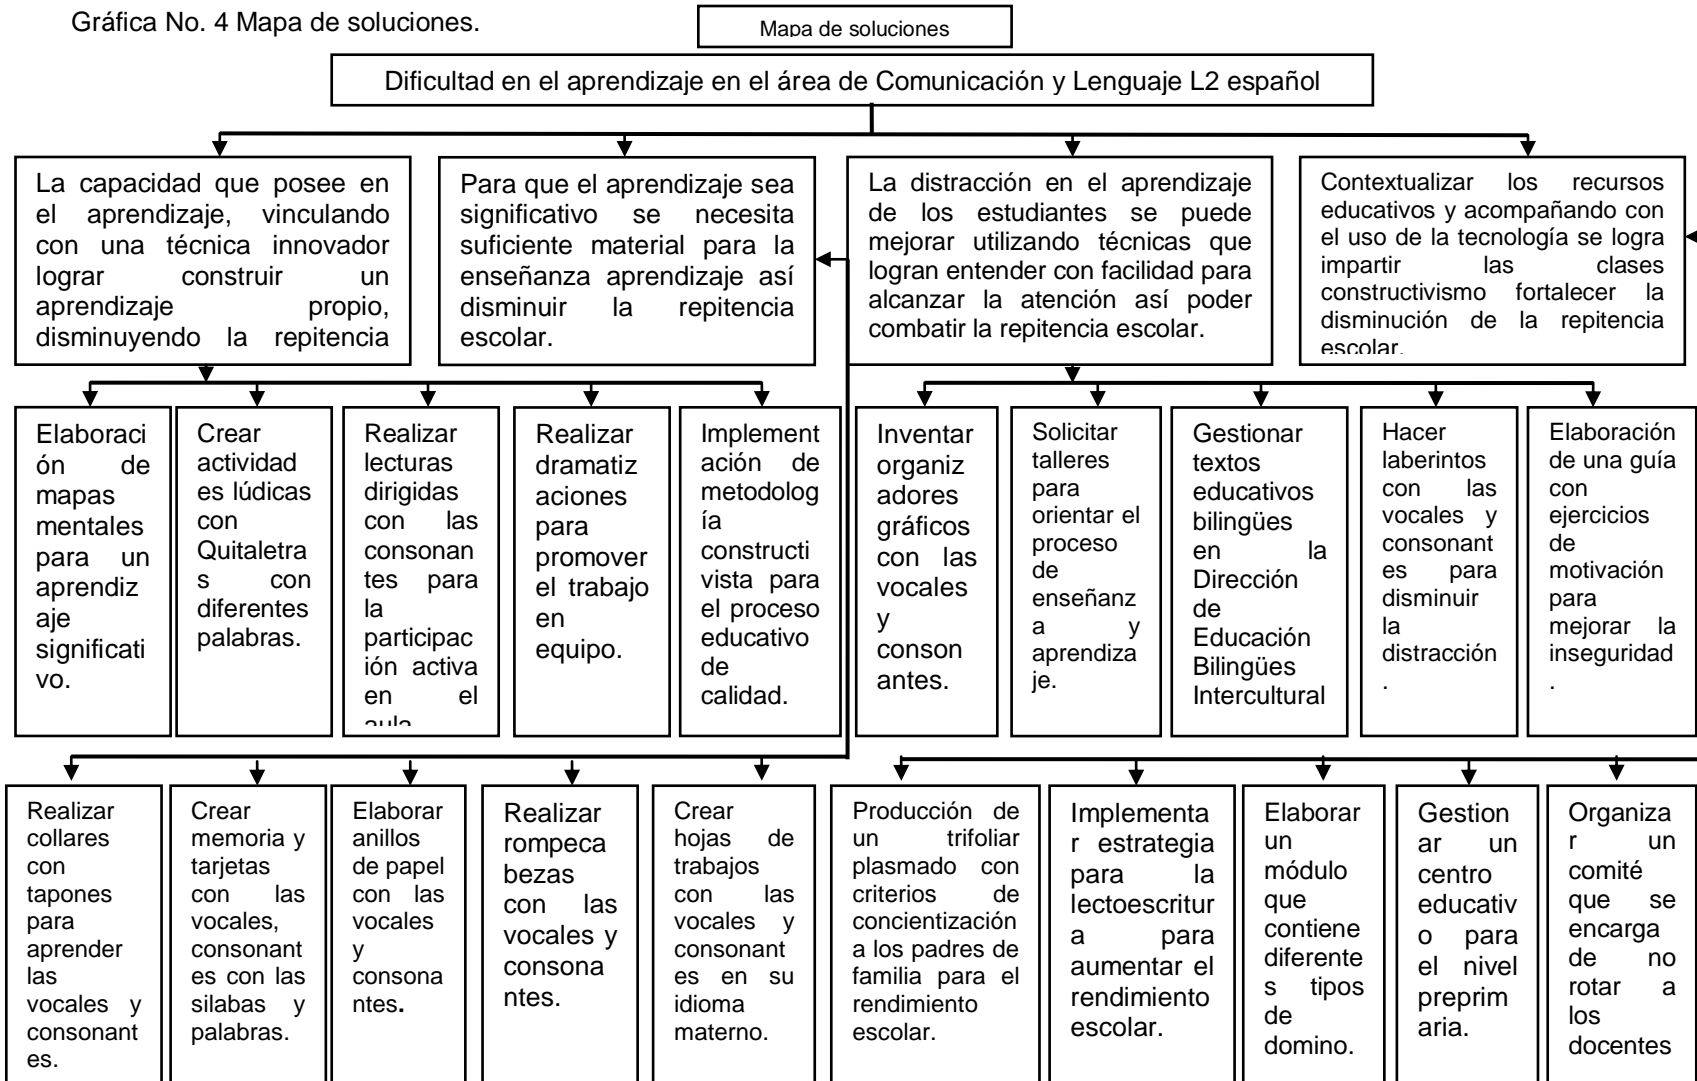 Gráfica No. 4 Mapa de soluciones.
Mapa de soluciones
Dificultad en el aprendizaje en el área de Comunicación y Lenguaje L2 español
La capacidad que posee en
el aprendizaje, vinculando
con una técnica innovador
lograr construir un
aprendizaje propio,
disminuyendo la repitencia
Para que el aprendizaje sea
significativo se necesita
suficiente material para la
enseñanza aprendizaje así
disminuir la repitencia
escolar.
La distracción en el aprendizaje
de los estudiantes se puede
mejorar utilizando técnicas que
logran entender con facilidad para
alcanzar la atención así poder
combatir la repitencia escolar.
Contextualizar los recursos
educativos y acompañando con
el uso de la tecnología se logra
impartir las clases
constructivismo fortalecer la
disminución de la repitencia
escolar.
Elaboraci
ón de
mapas
mentales
para un
aprendiz
aje
significati
vo.
Crear
actividad
es lúdicas
con
Quitaletra
s con
diferentes
palabras.
Realizar
lecturas
dirigidas
con las
consonan
tes para
la
participac
ión activa
en el
aula
Realizar
dramatiz
aciones
para
promover
el trabajo
en
equipo.
Implement
ación de
metodolog
ía
constructi
vista para
el proceso
educativo
de
calidad.
Inventar
organiz
adores
gráficos
con las
vocales
y
conson
antes.
Solicitar
talleres
para
orientar el
proceso
de
enseñanz
a y
aprendiza
je.
Gestionar
textos
educativos
bilingües
en la
Dirección
de
Educación
Bilingües
Intercultural
Hacer
laberintos
con las
vocales y
consonant
es para
disminuir
la
distracción
.
Elaboración
de una guía
con
ejercicios
de
motivación
para
mejorar la
inseguridad
.
Realizar
collares
con
tapones
para
aprender
las
vocales y
consonant
es.
Crear
memoria y
tarjetas
con las
vocales,
consonant
es con las
silabas y
palabras.
Elaborar
anillos
de papel
con las
vocales
y
consona
ntes.
Realizar
rompeca
bezas
con las
vocales y
consona
ntes.
Crear
hojas de
trabajos
con las
vocales y
consonant
es en su
idioma
materno.
Producción de
un trifoliar
plasmado con
criterios de
concientización
a los padres de
familia para el
rendimiento
escolar.
Implementa
r estrategia
para la
lectoescritur
a para
aumentar el
rendimiento
escolar.
Elaborar
un
módulo
que
contiene
diferente
s tipos
de
domino.
Gestion
ar un
centro
educativ
o para
el nivel
preprim
aria.
Organiza
r un
comité
que se
encarga
de no
rotar a
los
docentes